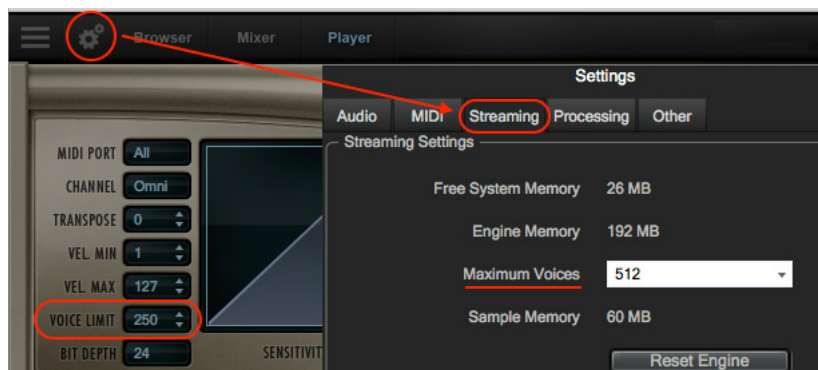 Browser Mixer Player
Settings
Audio MIDI Streaming Processing Other
Streaming Settings
MIDI PORT All
CHANNEL Omni
TRANSPOSE 0
VEL. MIN 1
VEL. MAX 127
VOICE LIMIT 250
BIT DEPTH 24
SENSITIVIT
Free System Memory 26 MB
Engine Memory 192 MB
Maximum Voices 512
Sample Memory 60 MB
Reset Engine